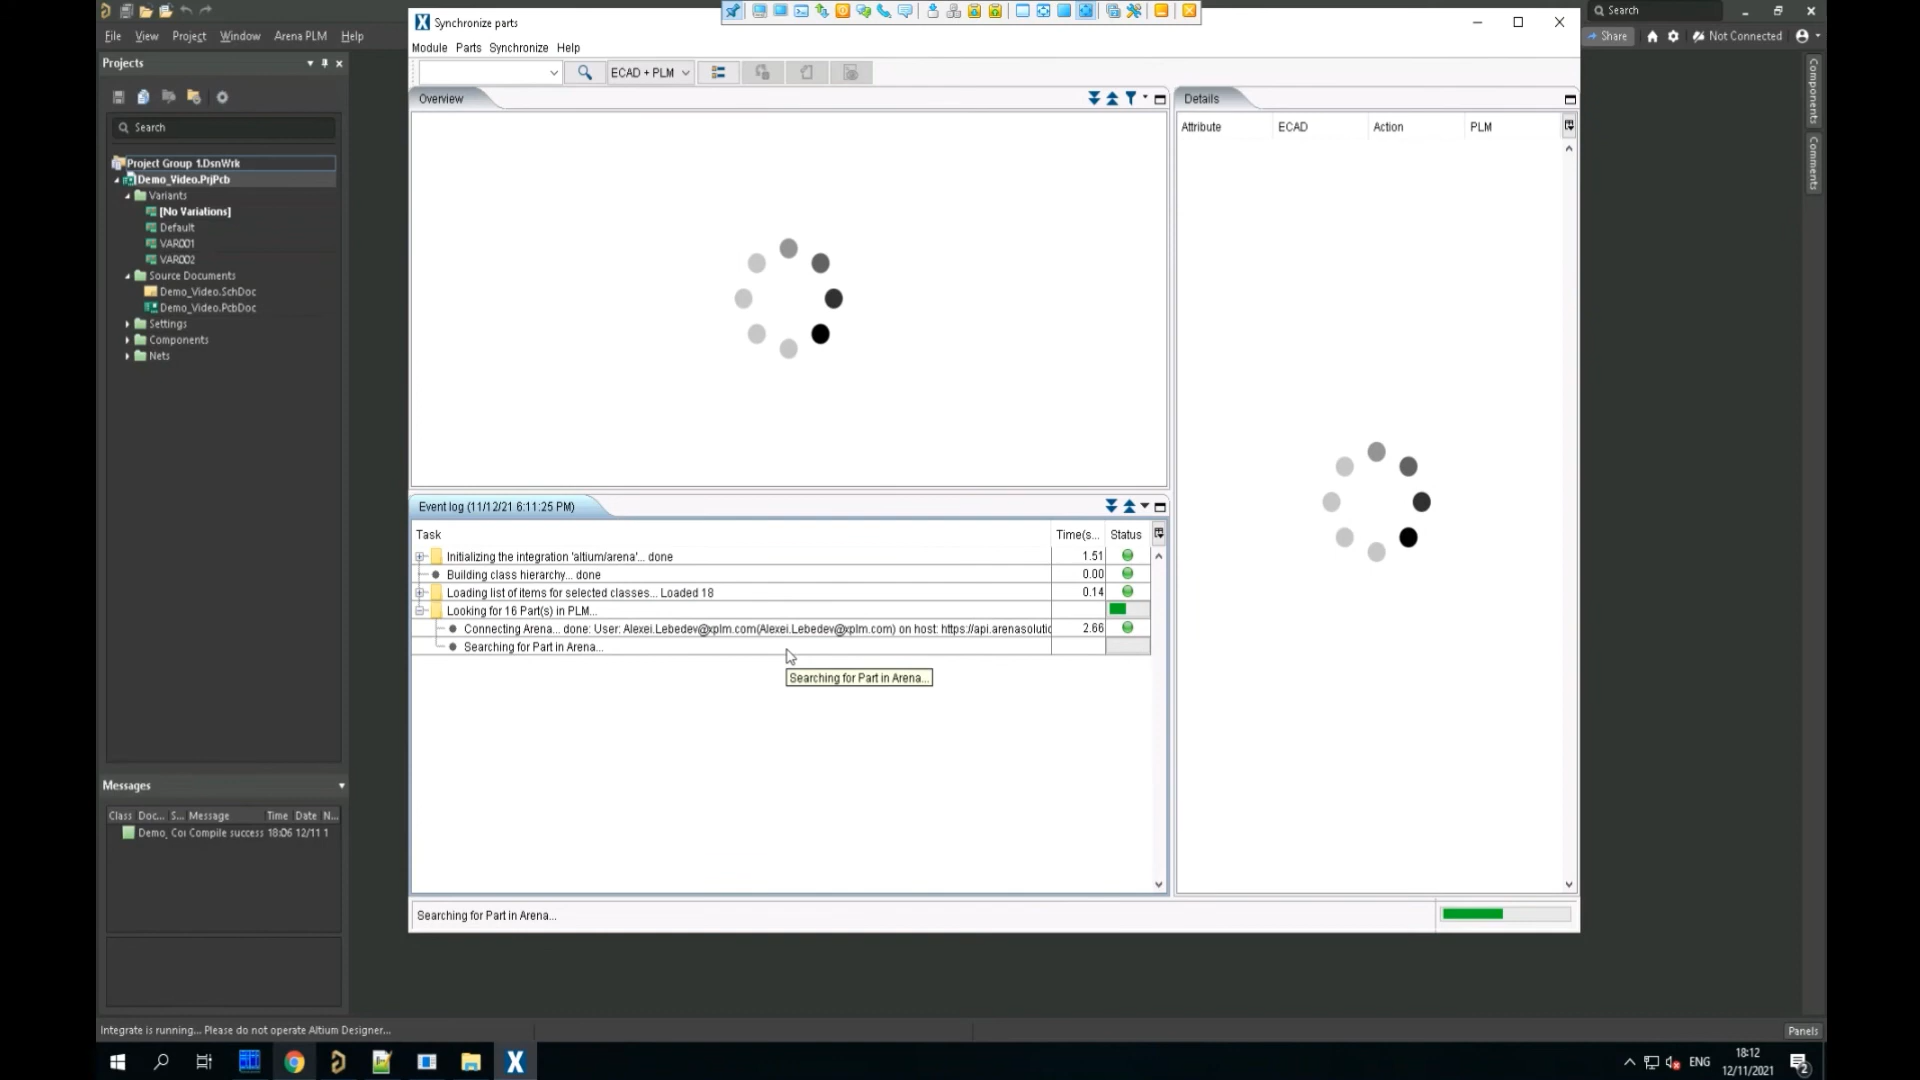 File View Project Window Arena PLM Help
Projects
Search
Project Group 1.DsnWrk
Demo_Video.PrjPcb
Variants
[No Variations]
Default
VAR001
VAR002
Source Documents
Demo_Video.SchDoc
Demo_Video.PcbDoc
Settings
Components
Nets
Messages
Class Doc... S... Message Time Date N...
Demo_ Coi Compile success 18:06 12/11 1
Synchronize parts
Module Parts Synchronize Help
ECAD + PLM
Overview
Event log (11/12/21 6:11:25 PM)
Task Time(s... Status
Initializing the integration 'altium/arena'... done 1.51
Building class hierarchy... done 0.00
Loading list of items for selected classes... Loaded 18 0.14
Looking for 16 Part(s) in PLM...
Connecting Arena... done: User: Alexei.Lebedev@xplm.com(Alexei.Lebedev@xplm.com) on host: https://api.arenasolutic 2.66
Searching for Part in Arena...
Searching for Part in Arena...
Searching for Part in Arena...
Details
Attribute ECAD Action PLM
Search
Share Not Connected
Components
Comments
Integrate is running... Please do not operate Altium Designer...
Panels
ENG
18:12
12/11/2021
2